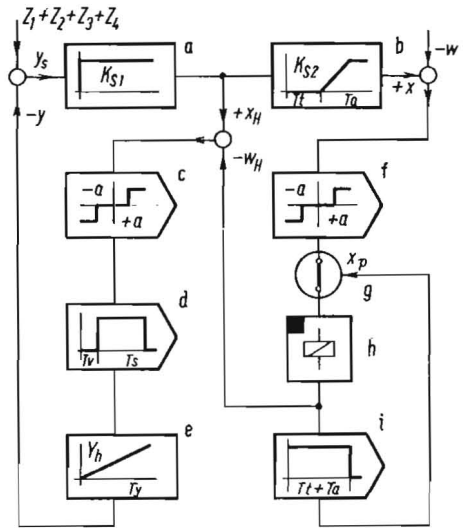 Z1 + Z2 + Z3 + Z4
a
b
-w
ys
KS1
KS2
+x
Tt
Ta
-y
+xH
-wH
c
f
-a
+a
-a
+a
xp
g
d
Tv
Ts
h
e
i
Yh
Ty
Tt + Ta